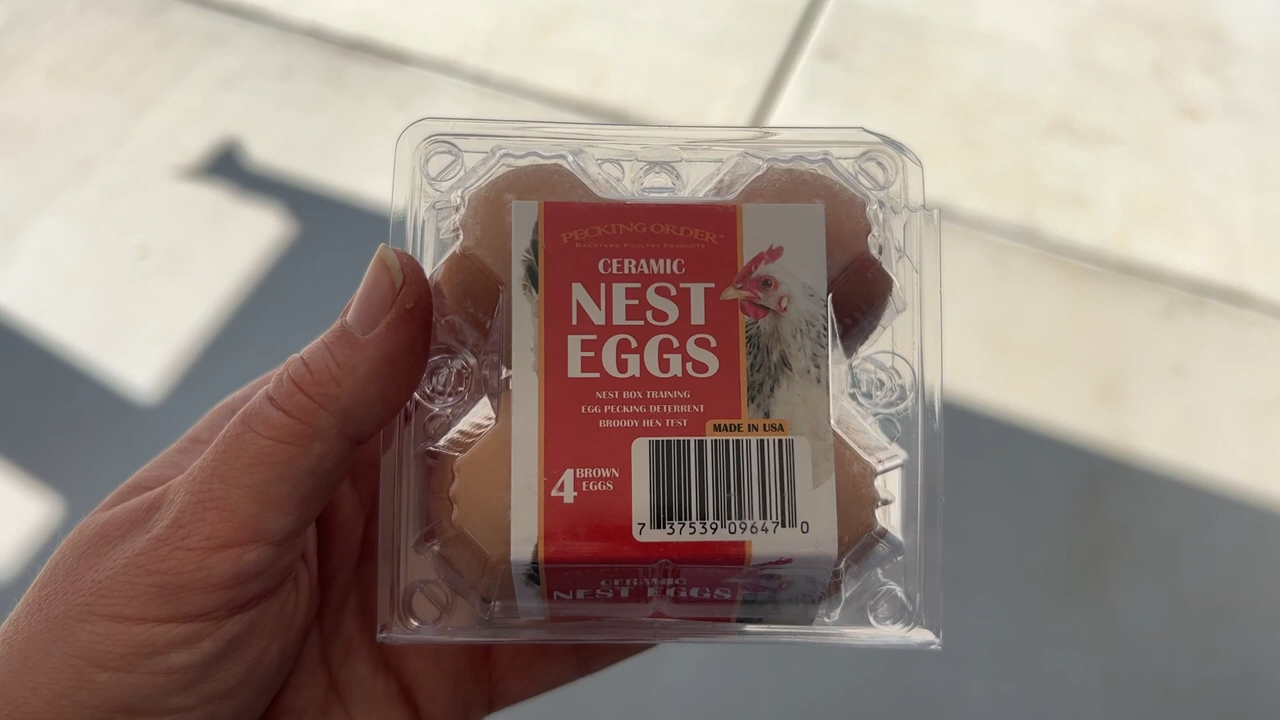 PECKING ORDER™
BACKYARD POULTRY PRODUCTS
CERAMIC
NEST
EGGS
NEST BOX TRAINING
EGG PECKING DETERRENT
BROODY HEN TEST
MADE IN USA
4 BROWN
EGGS
7 37539 09647 0
CERAMIC
NEST EGGS